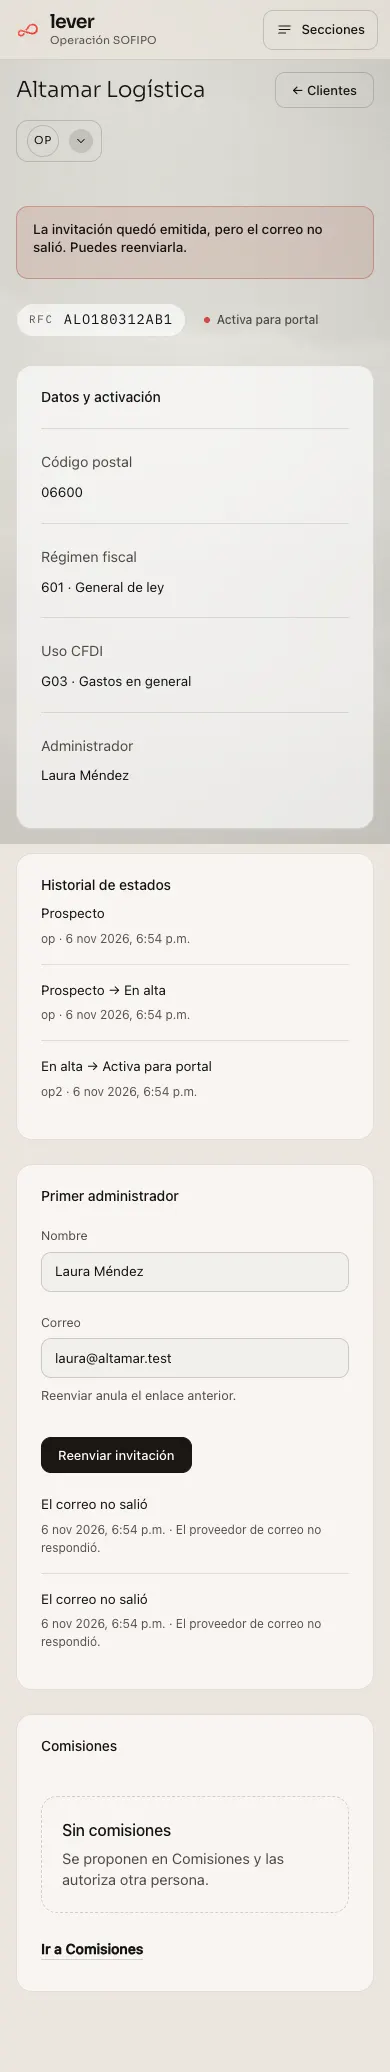 lever
Operación SOFIPO
Secciones
Altamar Logística
← Clientes
OP
La invitación quedó emitida, pero el correo no
salió. Puedes reenviarla.
RFC ALO180312AB1
Activa para portal
Datos y activación
Código postal
06600
Régimen fiscal
601 · General de ley
Uso CFDI
G03 · Gastos en general
Administrador
Laura Méndez
Historial de estados
Prospecto
op · 6 nov 2026, 6:54 p.m.
Prospecto → En alta
op · 6 nov 2026, 6:54 p.m.
En alta → Activa para portal
op2 · 6 nov 2026, 6:54 p.m.
Primer administrador
Nombre
Laura Méndez
Correo
laura@altamar.test
Reenviar anula el enlace anterior.
Reenviar invitación
El correo no salió
6 nov 2026, 6:54 p.m. · El proveedor de correo no
respondió.
El correo no salió
6 nov 2026, 6:54 p.m. · El proveedor de correo no
respondió.
Comisiones
Sin comisiones
Se proponen en Comisiones y las
autoriza otra persona.
Ir a Comisiones